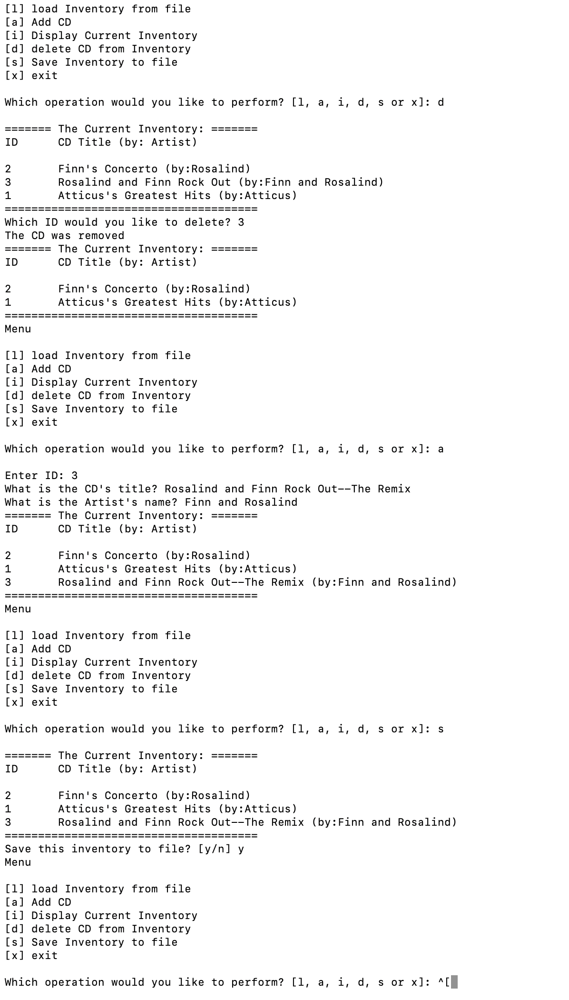 [l] load Inventory from file
[a] Add CD
[i] Display Current Inventory
[d] delete CD from Inventory
[s] Save Inventory to file
[x] exit

Which operation would you like to perform? [l, a, i, d, s or x]: d

======= The Current Inventory: =======
ID      CD Title (by: Artist)

2       Finn's Concerto (by:Rosalind)
3       Rosalind and Finn Rock Out (by:Finn and Rosalind)
1       Atticus's Greatest Hits (by:Atticus)
======================================
Which ID would you like to delete? 3
The CD was removed
======= The Current Inventory: =======
ID      CD Title (by: Artist)

2       Finn's Concerto (by:Rosalind)
1       Atticus's Greatest Hits (by:Atticus)
======================================
Menu

[l] load Inventory from file
[a] Add CD
[i] Display Current Inventory
[d] delete CD from Inventory
[s] Save Inventory to file
[x] exit

Which operation would you like to perform? [l, a, i, d, s or x]: a

Enter ID: 3
What is the CD's title? Rosalind and Finn Rock Out--The Remix
What is the Artist's name? Finn and Rosalind
======= The Current Inventory: =======
ID      CD Title (by: Artist)

2       Finn's Concerto (by:Rosalind)
1       Atticus's Greatest Hits (by:Atticus)
3       Rosalind and Finn Rock Out--The Remix (by:Finn and Rosalind)
======================================
Menu

[l] load Inventory from file
[a] Add CD
[i] Display Current Inventory
[d] delete CD from Inventory
[s] Save Inventory to file
[x] exit

Which operation would you like to perform? [l, a, i, d, s or x]: s

======= The Current Inventory: =======
ID      CD Title (by: Artist)

2       Finn's Concerto (by:Rosalind)
1       Atticus's Greatest Hits (by:Atticus)
3       Rosalind and Finn Rock Out--The Remix (by:Finn and Rosalind)
======================================
Save this inventory to file? [y/n] y
Menu

[l] load Inventory from file
[a] Add CD
[i] Display Current Inventory
[d] delete CD from Inventory
[s] Save Inventory to file
[x] exit

Which operation would you like to perform? [l, a, i, d, s or x]: ^[